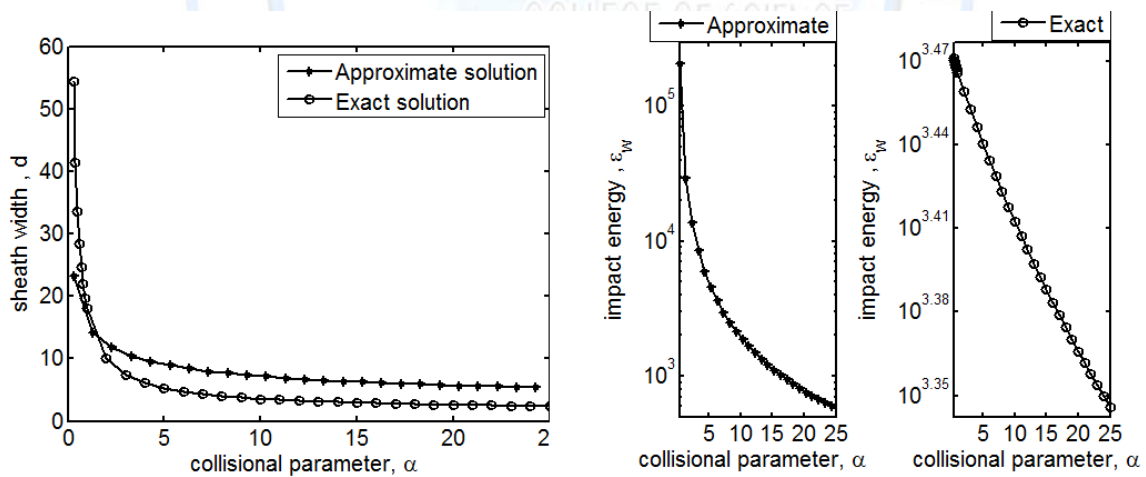 COLLEGE OF SCIENCE
60
50
40
30
20
10
0
sheath width , d
Approximate solution
Exact solution
0 5 10 15 20 2
collisional parameter, α
Approximate
10^5
10^4
10^3
impact energy , ε_w
5 10 15 20 25
collisional parameter, α
Exact
10^3.47
10^3.44
10^3.41
10^3.38
10^3.35
impact energy , ε_w
5 10 15 20 25
collisional parameter, α